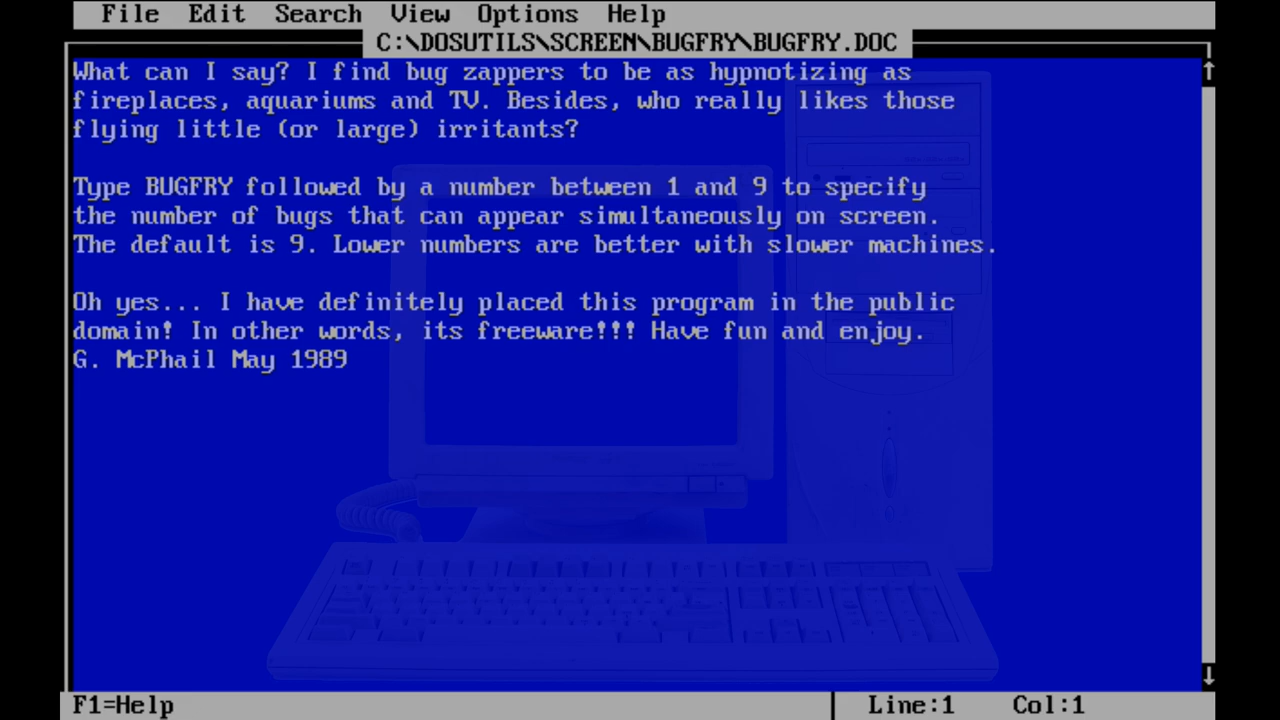 File Edit Search View Options Help
C:\DOSUTILS\SCREEN\BUGFRY\BUGFRY.DOC
What can I say? I find bug zappers to be as hypnotizing as
fireplaces, aquariums and TV. Besides, who really likes those
flying little (or large) irritants?
Type BUGFRY followed by a number between 1 and 9 to specify
the number of bugs that can appear simultaneously on screen.
The default is 9. Lower numbers are better with slower machines.
Oh yes... I have definitely placed this program in the public
domain! In other words, its freeware!!! Have fun and enjoy.
G. McPhail May 1989
F1=Help Line:1 Col:1